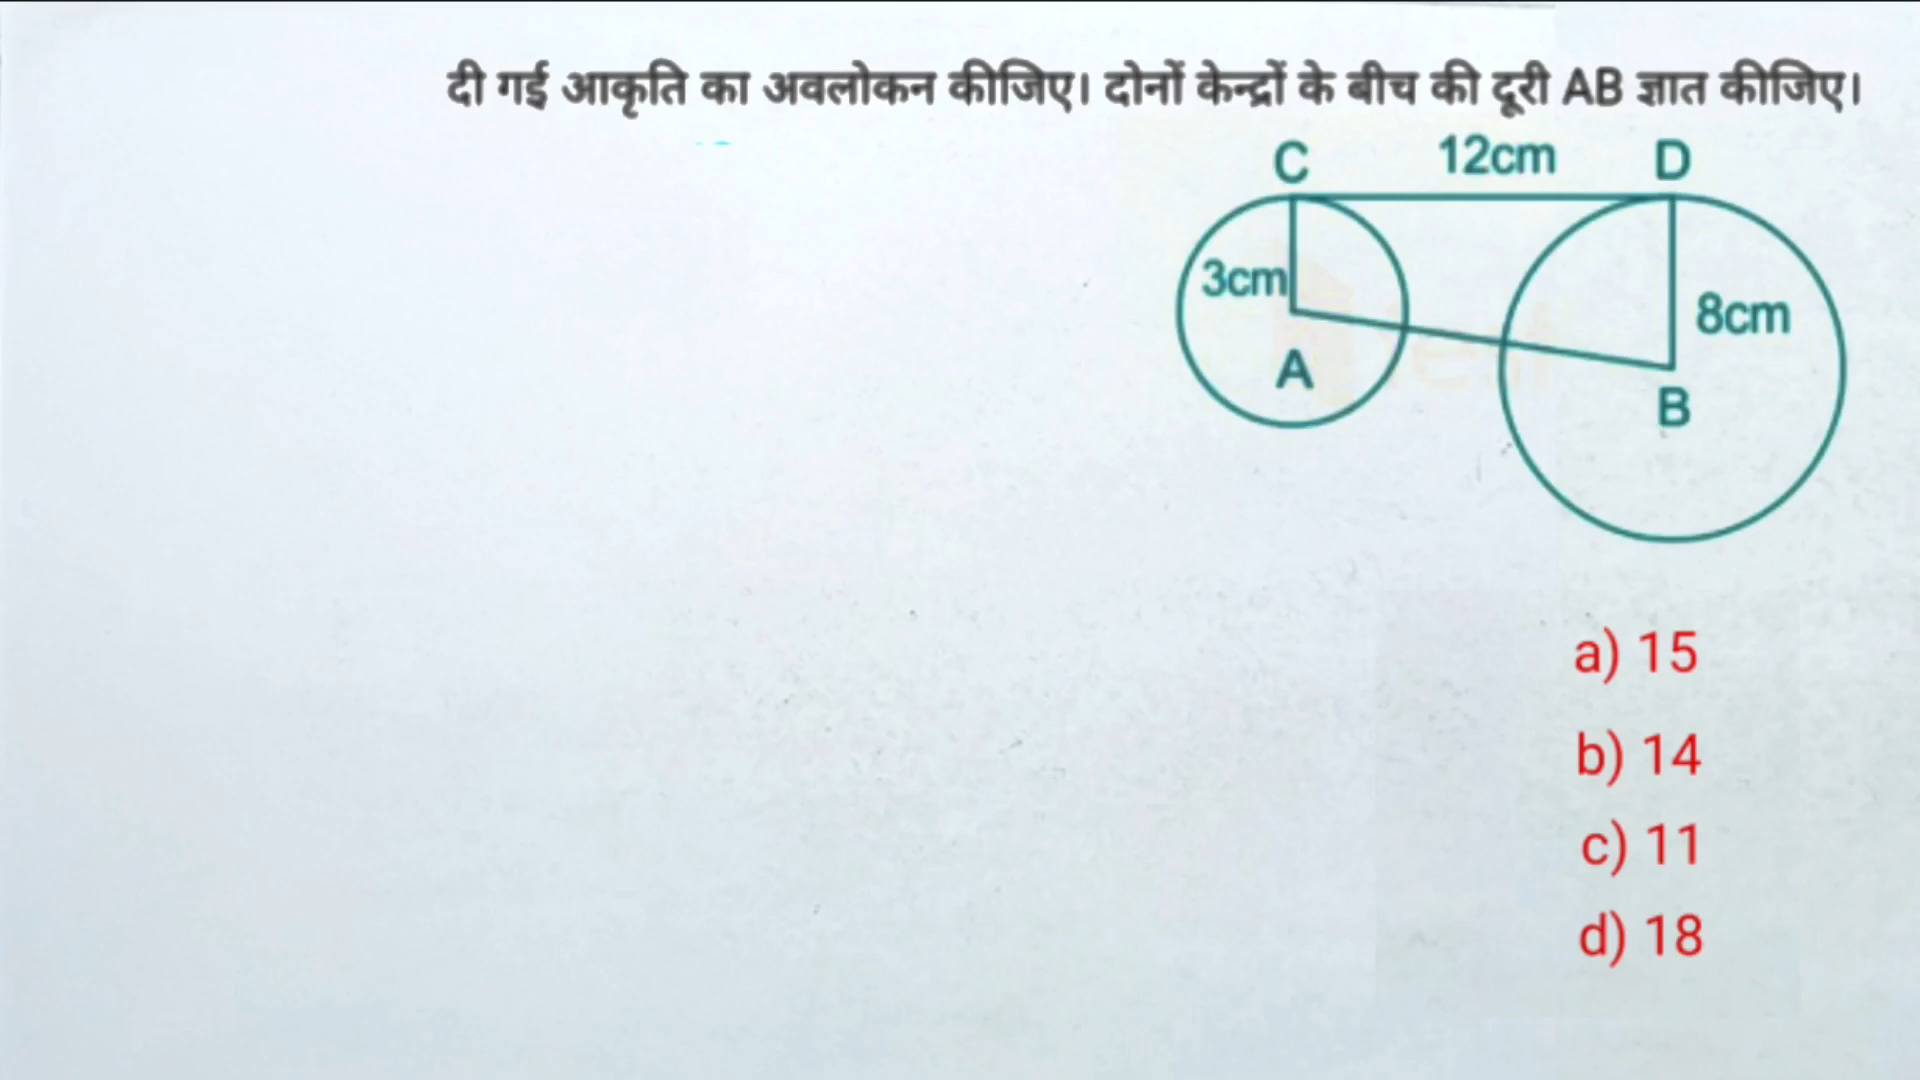 दी गई आकृति का अवलोकन कीजिए। दोनों केन्द्रों के बीच की दूरी AB ज्ञात कीजिए।
C 12cm D
3cm
8cm
A
B
a) 15
b) 14
c) 11
d) 18